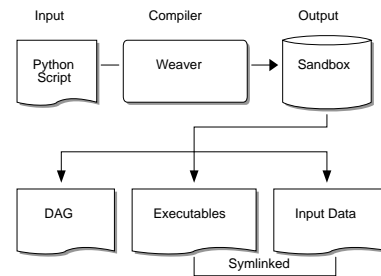 Input
Compiler
Output
Python
Script
Weaver
Sandbox
DAG
Executables
Input Data
Symlinked